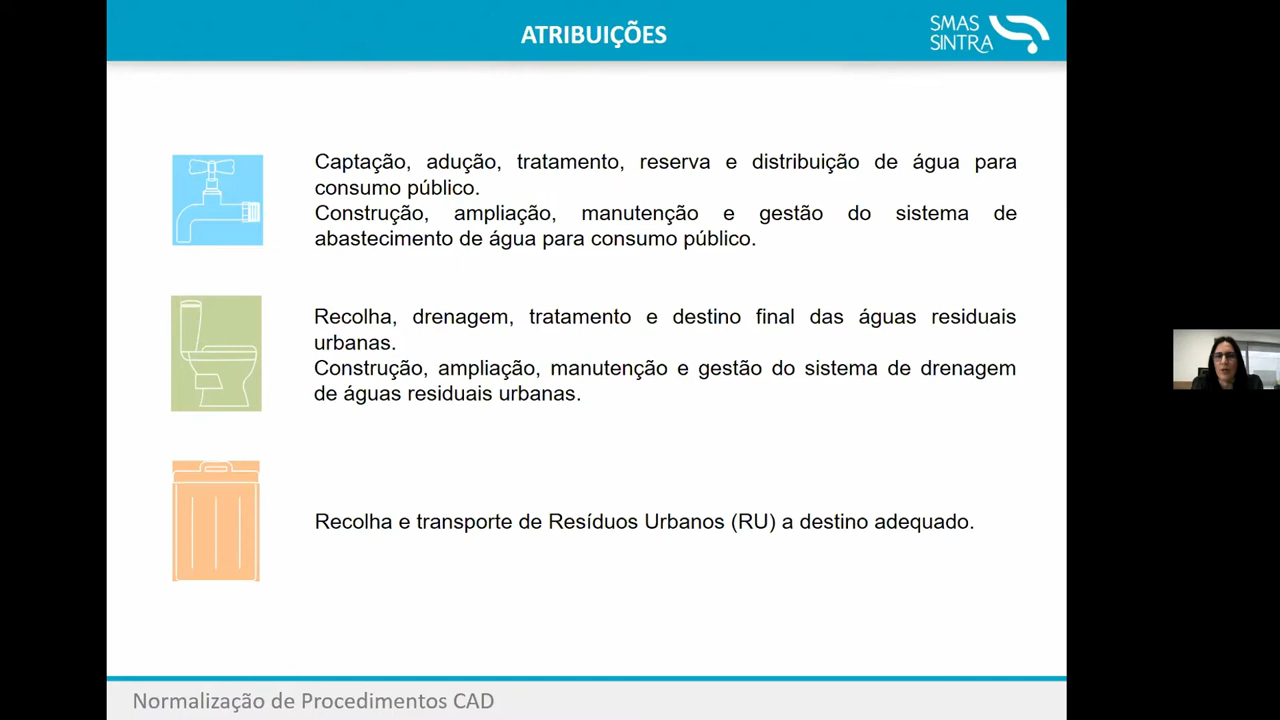 ATRIBUIÇÕES
SMAS
SINTRA
Captação, adução, tratamento, reserva e distribuição de água para
consumo público.
Construção, ampliação, manutenção e gestão do sistema de
abastecimento de água para consumo público.
Recolha, drenagem, tratamento e destino final das águas residuais
urbanas.
Construção, ampliação, manutenção e gestão do sistema de drenagem
de águas residuais urbanas.
Recolha e transporte de Resíduos Urbanos (RU) a destino adequado.
Normalização de Procedimentos CAD